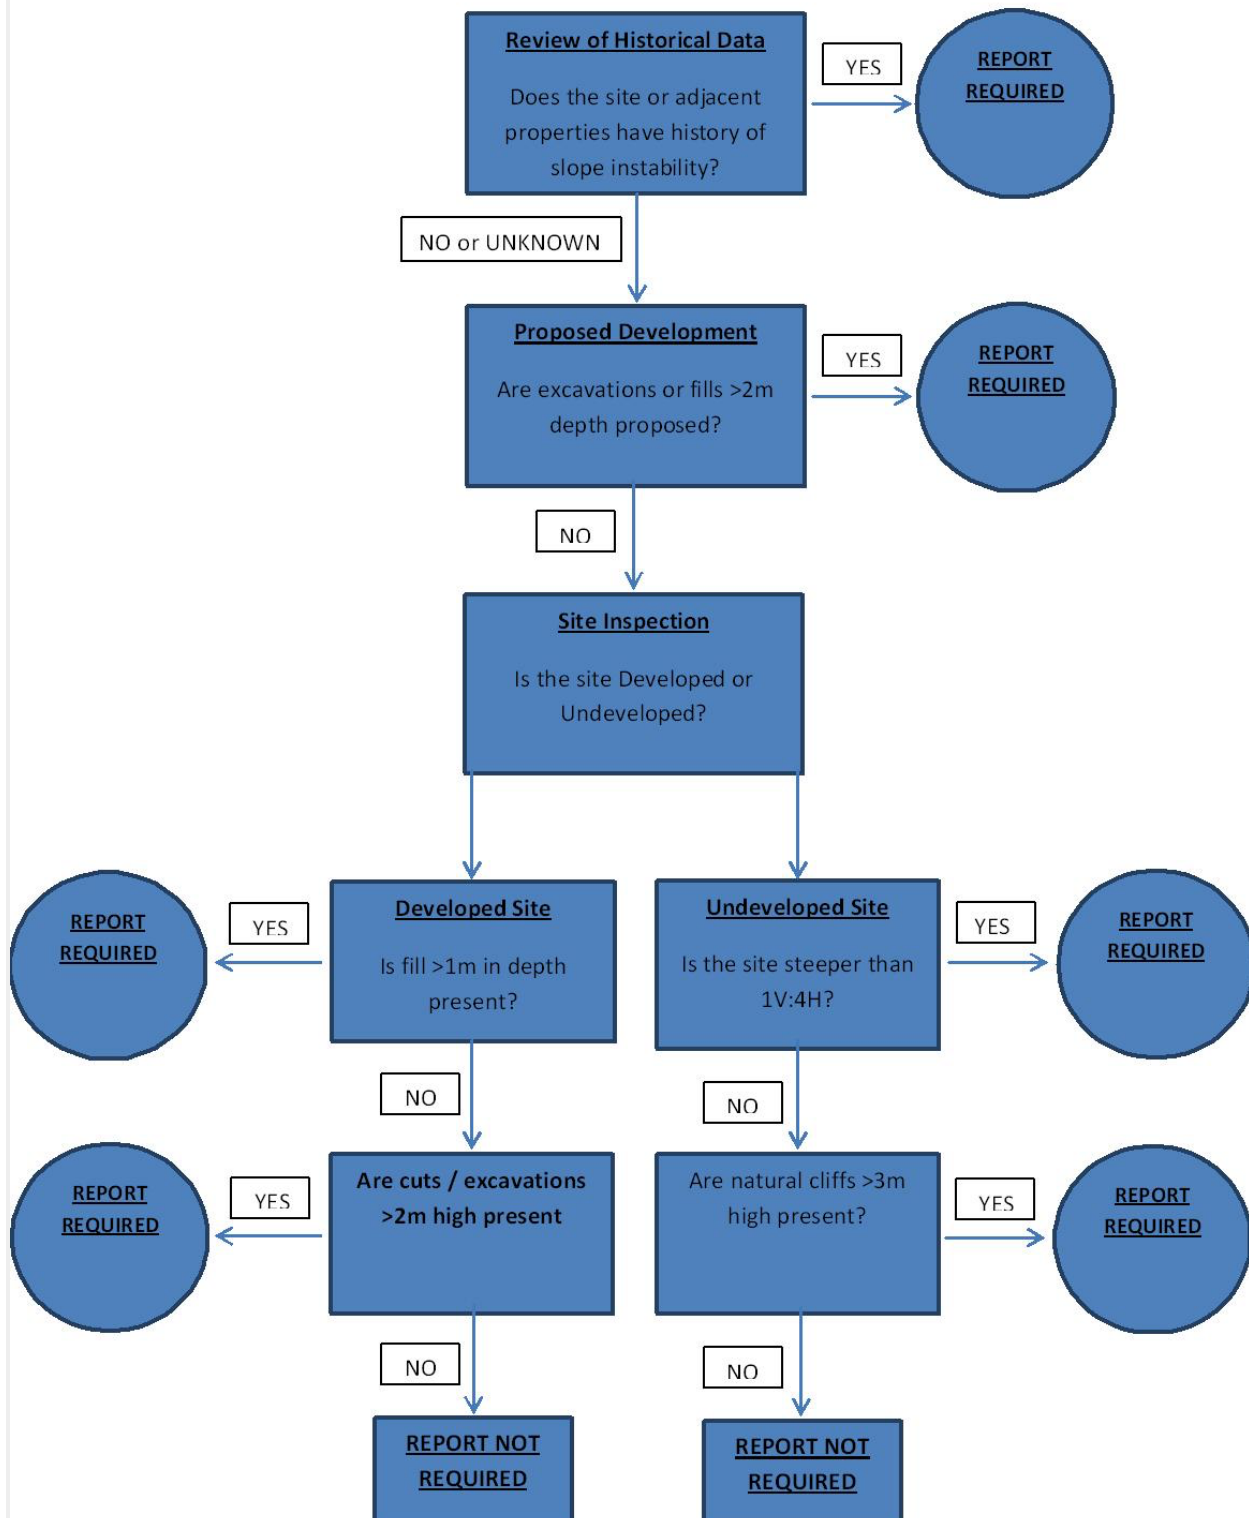 Review of Historical Data
Does the site or adjacent
properties have history of
slope instability?
YES
REPORT
REQUIRED
NO or UNKNOWN
Proposed Development
Are excavations or fills >2m
depth proposed?
YES
REPORT
REQUIRED
NO
Site Inspection
Is the site Developed or
Undeveloped?
Developed Site
Is fill >1m in depth
present?
YES
REPORT
REQUIRED
NO
Are cuts / excavations
>2m high present
YES
REPORT
REQUIRED
NO
REPORT NOT
REQUIRED
Undeveloped Site
Is the site steeper than
1V:4H?
YES
REPORT
REQUIRED
NO
Are natural cliffs >3m
high present?
YES
REPORT
REQUIRED
NO
REPORT NOT
REQUIRED